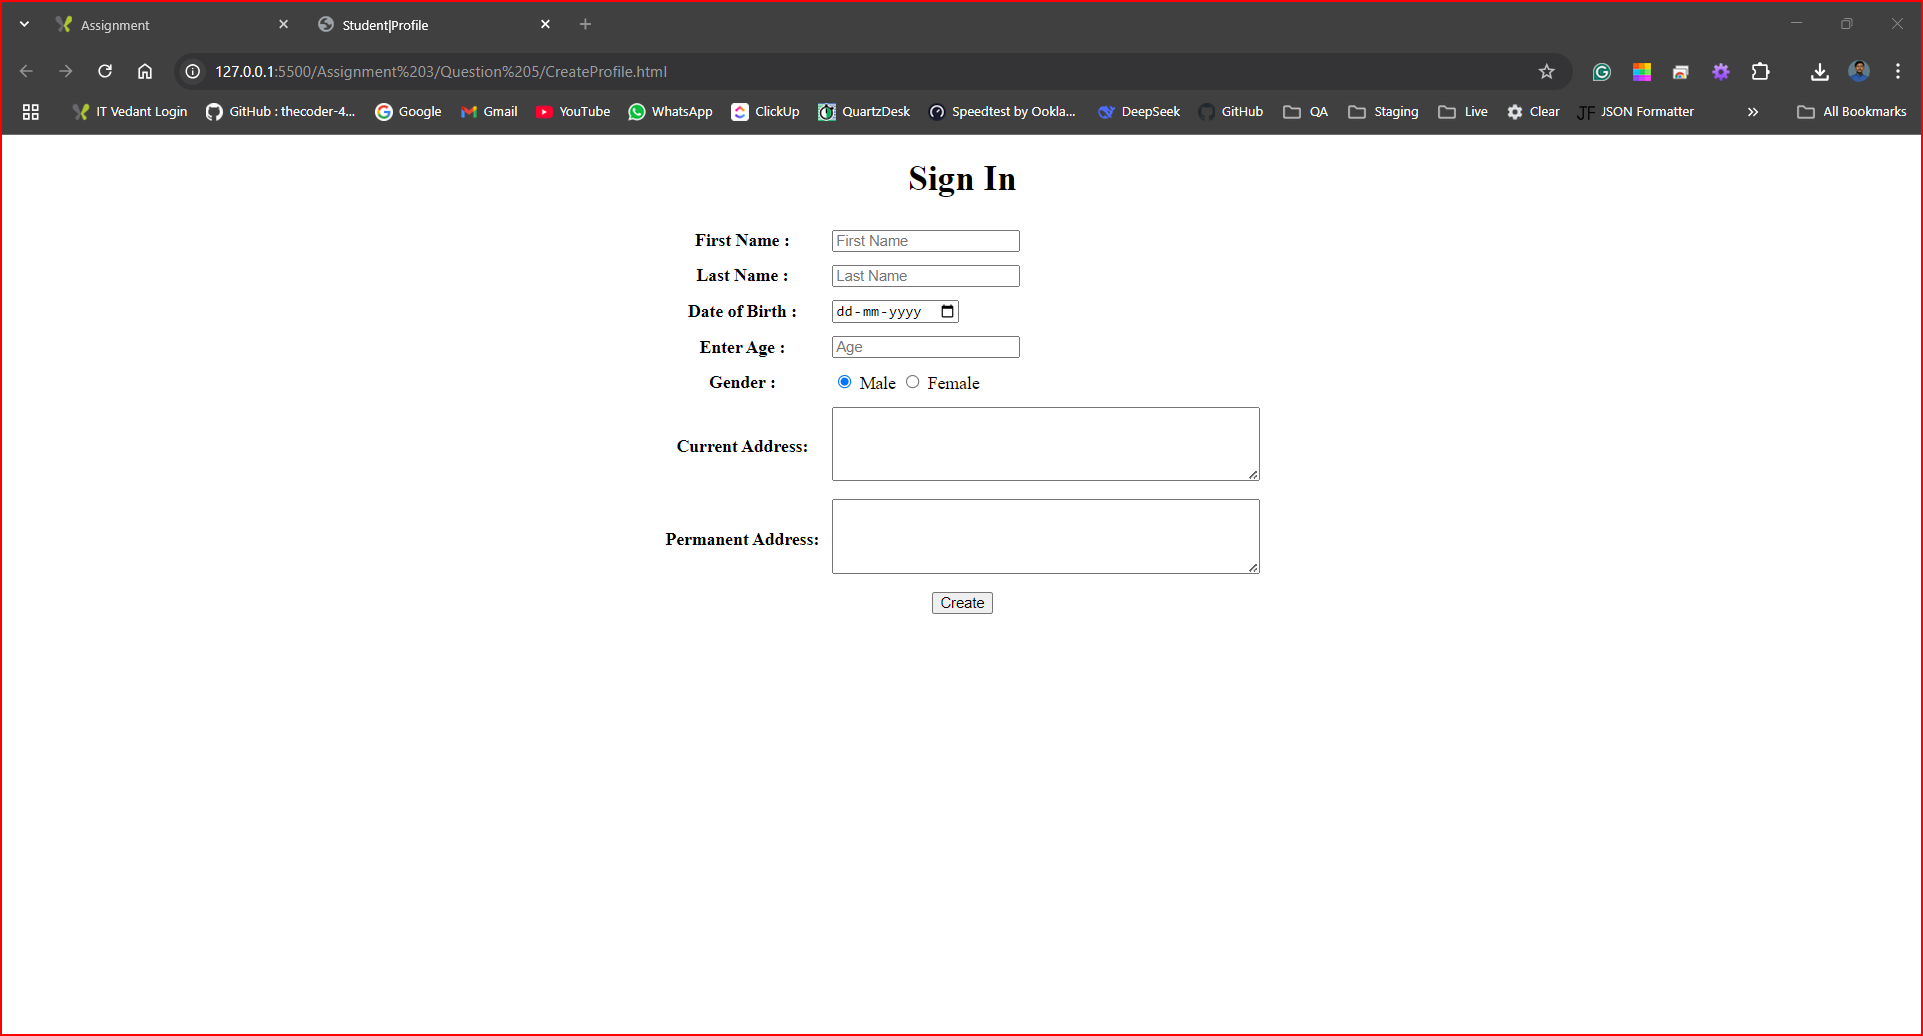 Assignment
Student|Profile
127.0.0.1:5500/Assignment%203/Question%205/CreateProfile.html
IT Vedant Login GitHub : thecoder-4... Google Gmail YouTube WhatsApp ClickUp QuartzDesk Speedtest by Ookla... DeepSeek GitHub QA Staging Live Clear JF JSON Formatter » All Bookmarks
Sign In
First Name : First Name
Last Name : Last Name
Date of Birth : dd-mm-yyyy
Enter Age : Age
Gender : Male Female
Current Address:
Permanent Address:
Create